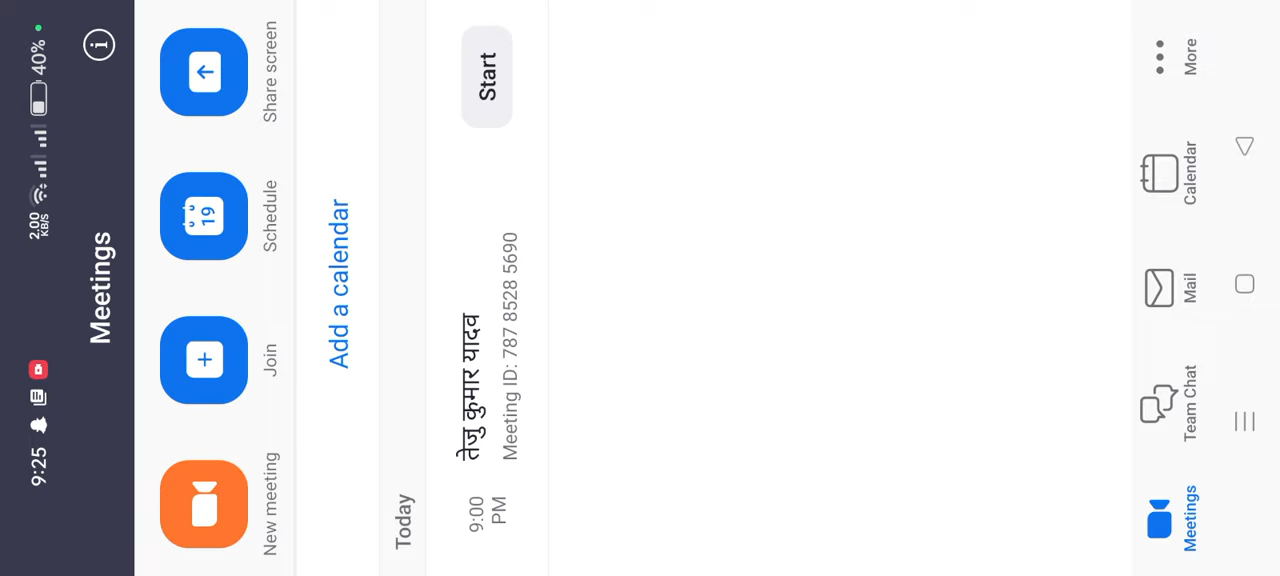 9:25
2.00 KB/S
40%
Meetings
New meeting
Join
Schedule
19
Share screen
Add a calendar
Today
9:00 PM
तेजु कुमार यादव
Meeting ID: 787 8528 5690
Start
Meetings
Team Chat
Mail
Calendar
More